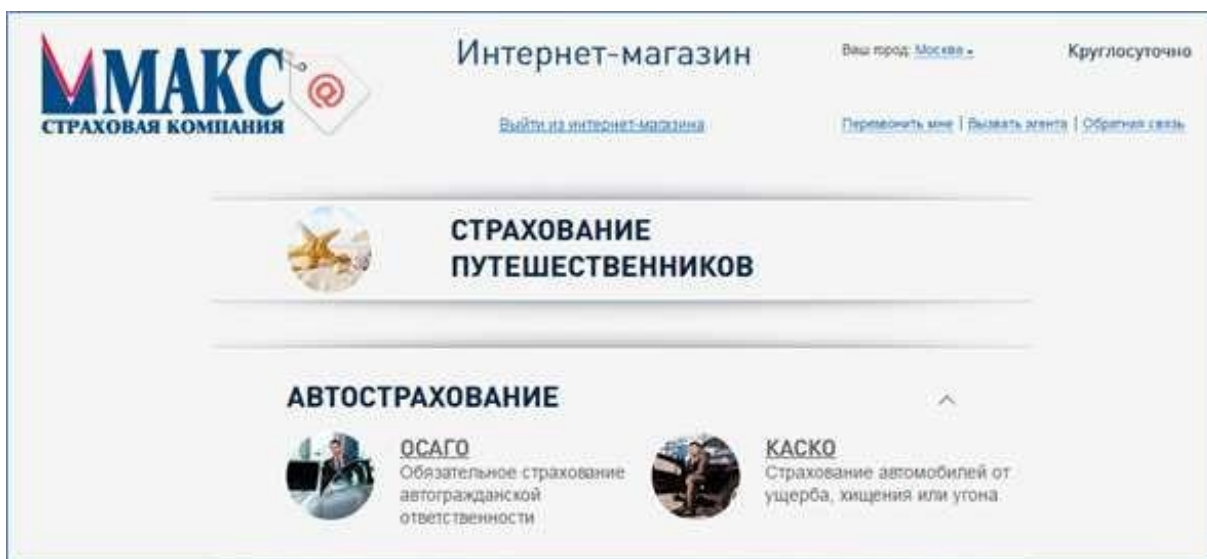 МАКС
СТРАХОВАЯ КОМПАНИЯ
@
Интернет-магазин
Выйти из интернет-магазина
Ваш город: Москва
Круглосуточно
Перезвонить мне | Вызвать агента | Обратная связь
СТРАХОВАНИЕ
ПУТЕШЕСТВЕННИКОВ
АВТОСТРАХОВАНИЕ
ОСАГО
Обязательное страхование
автогражданской
ответственности
КАСКО
Страхование автомобилей от
ущерба, хищения или угона